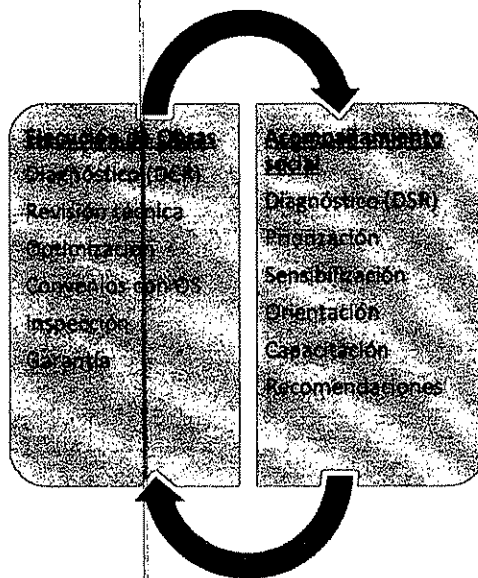 Ejecución de Obras
Diagnóstico (DCR)
Revisión técnica
Optimización
Convenios con OS
Inspección
Garantía
Acompañamiento
social
Diagnóstico (DSR)
Priorización
Sensibilización
Orientación
Capacitación
Recomendaciones